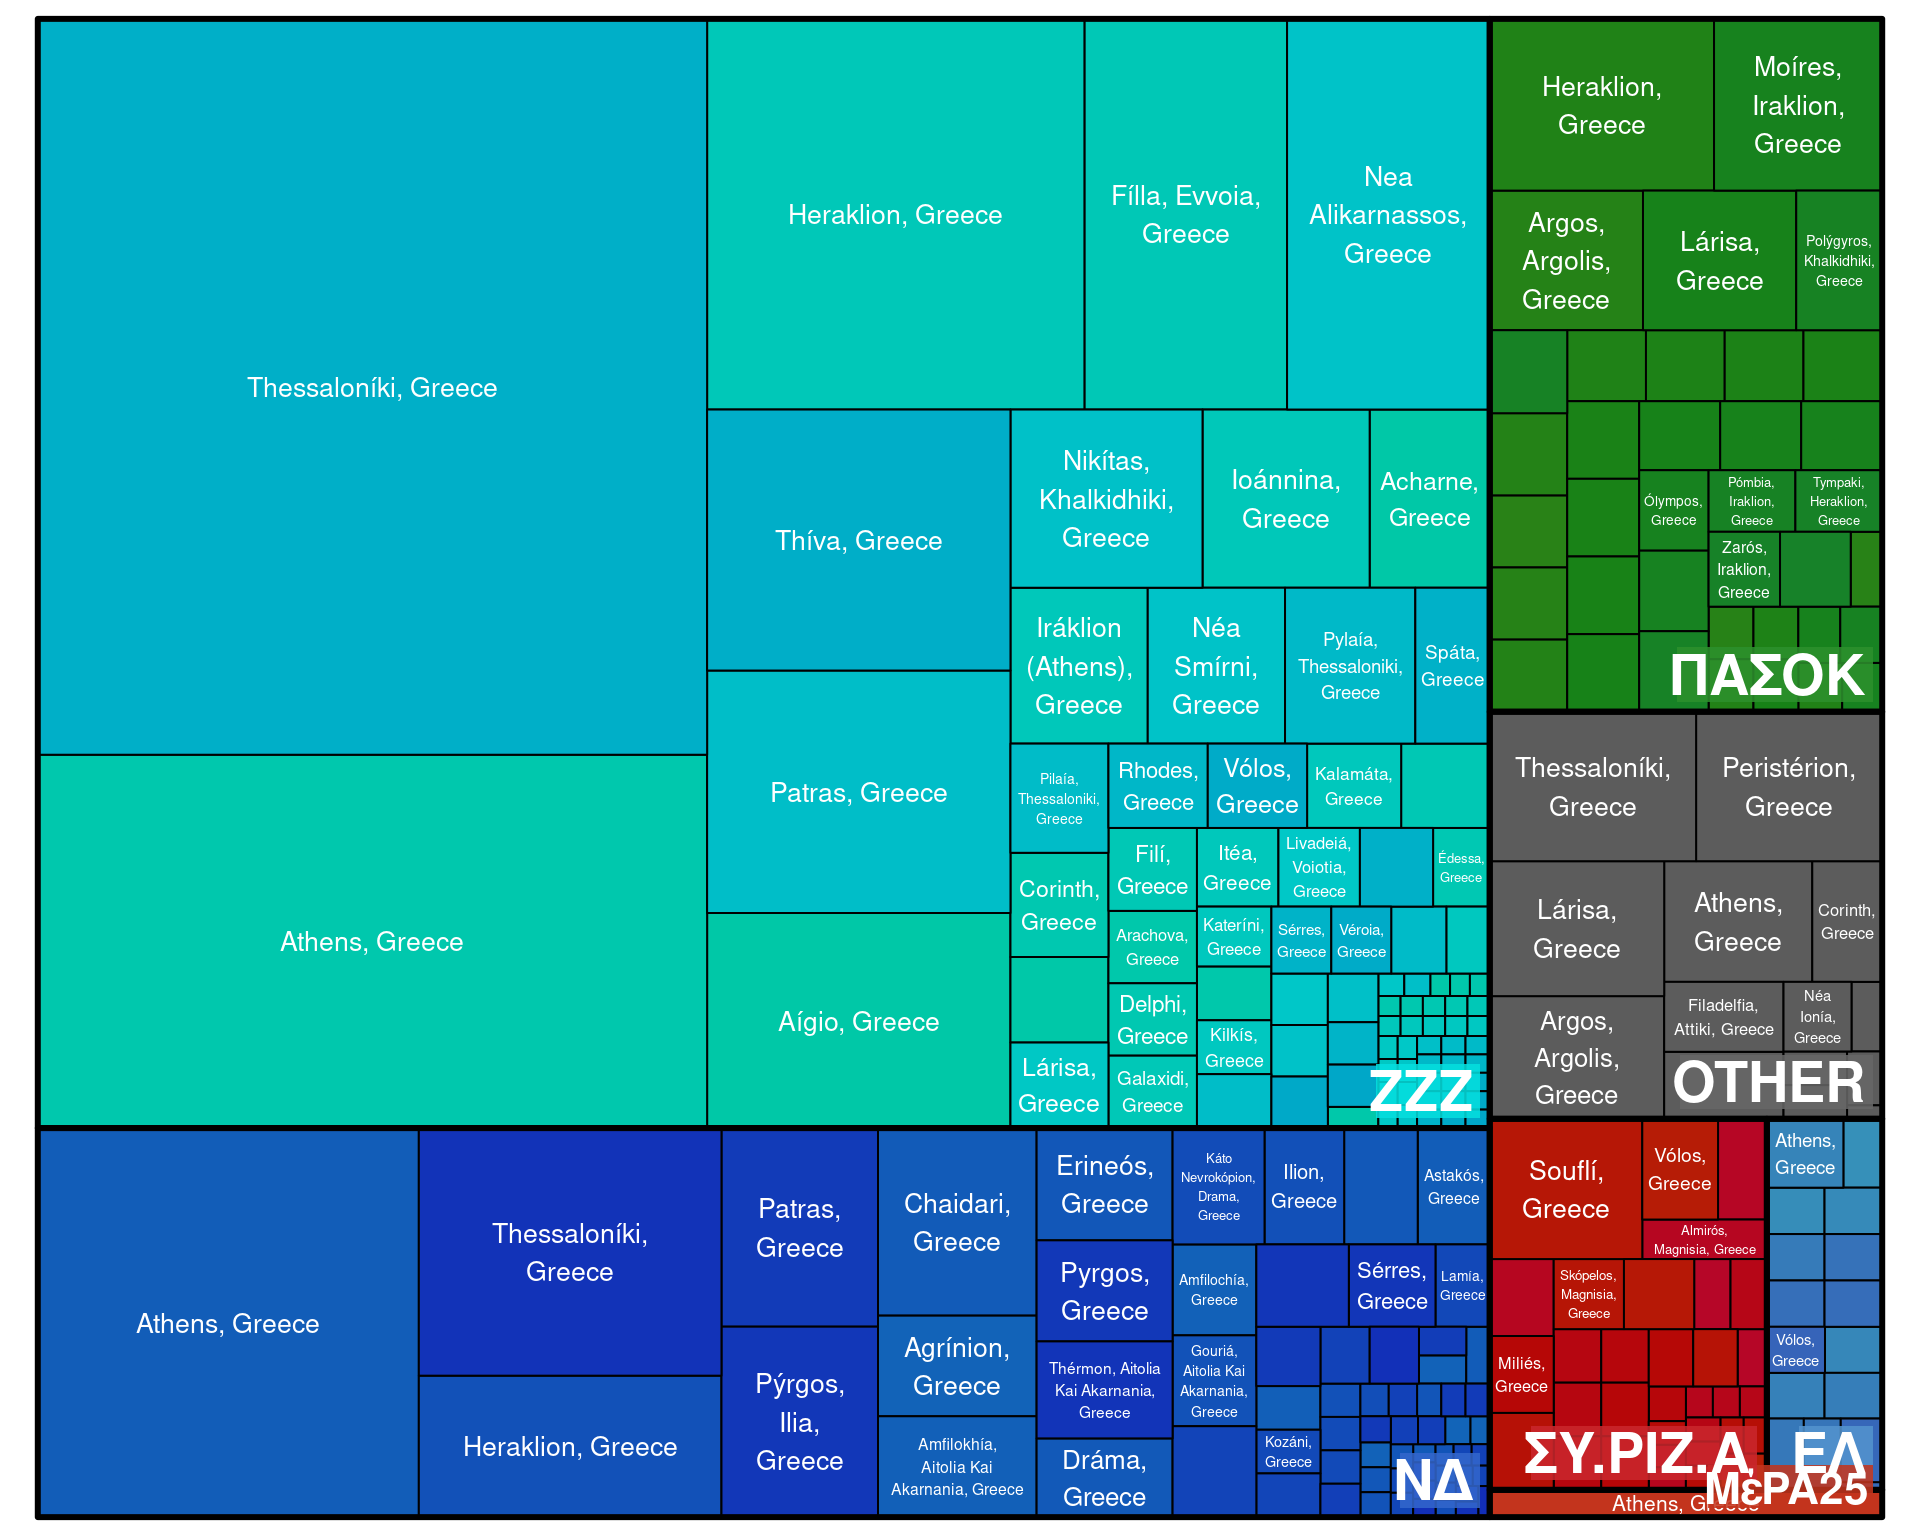 Thessaloníki, Greece
Athens, Greece
Heraklion, Greece
Fílla, Evvoia,
Greece
Nea
Alikarnassos,
Greece
Thíva, Greece
Patras, Greece
Aígio, Greece
Nikítas,
Khalkidhiki,
Greece
Ioánnina,
Greece
Acharne,
Greece
Iráklion
(Athens),
Greece
Néa
Smírni,
Greece
Pylaía,
Thessaloniki,
Greece
Spáta,
Greece
Pilaía,
Thessaloniki,
Greece
Rhodes,
Greece
Vólos,
Greece
Kalamáta,
Greece
Corinth,
Greece
Filí,
Greece
Itéa,
Greece
Livadeiá,
Voiotia,
Greece
Édessa,
Greece
Arachova,
Greece
Kateríni,
Greece
Sérres,
Greece
Véroia,
Greece
Delphi,
Greece
Kilkís,
Greece
Lárisa,
Greece
Galaxidi,
Greece
ZZZ
Athens, Greece
Thessaloníki,
Greece
Heraklion, Greece
Patras,
Greece
Pýrgos,
Ilia,
Greece
Chaidari,
Greece
Agrínion,
Greece
Amfilokhía,
Aitolia Kai
Akarnania, Greece
Erineós,
Greece
Pyrgos,
Greece
Thérmon, Aitolia
Kai Akarnania,
Greece
Dráma,
Greece
Káto
Nevrokópion,
Drama,
Greece
Ilion,
Greece
Astakós,
Greece
Amfilochía,
Greece
Sérres,
Greece
Lamía,
Greece
Gouriá,
Aitolia Kai
Akarnania,
Greece
Kozáni,
Greece
ΝΔ
Heraklion,
Greece
Moíres,
Iraklion,
Greece
Argos,
Argolis,
Greece
Lárisa,
Greece
Polýgyros,
Khalkidhiki,
Greece
Ólympos,
Greece
Pómbia,
Iraklion,
Greece
Tympaki,
Heraklion,
Greece
Zarós,
Iraklion,
Greece
ΠΑΣΟΚ
Thessaloníki,
Greece
Peristérion,
Greece
Lárisa,
Greece
Athens,
Greece
Corinth,
Greece
Argos,
Argolis,
Greece
Filadelfia,
Attiki, Greece
Néa
Ionía,
Greece
OTHER
Souflí,
Greece
Vólos,
Greece
Almirós,
Magnisia, Greece
Skópelos,
Magnisia,
Greece
Miliés,
Greece
ΣΥ.ΡΙΖ.Α.
Athens,
Greece
Vólos,
Greece
ΕΛ
Athens, Greece
ΜέΡΑ25